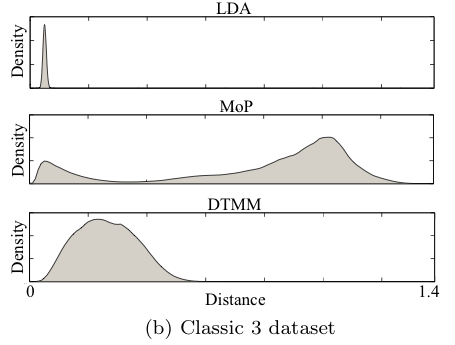 LDA
Density
MoP
Density
DTMM
Density
0
1.4
Distance
(b) Classic 3 dataset